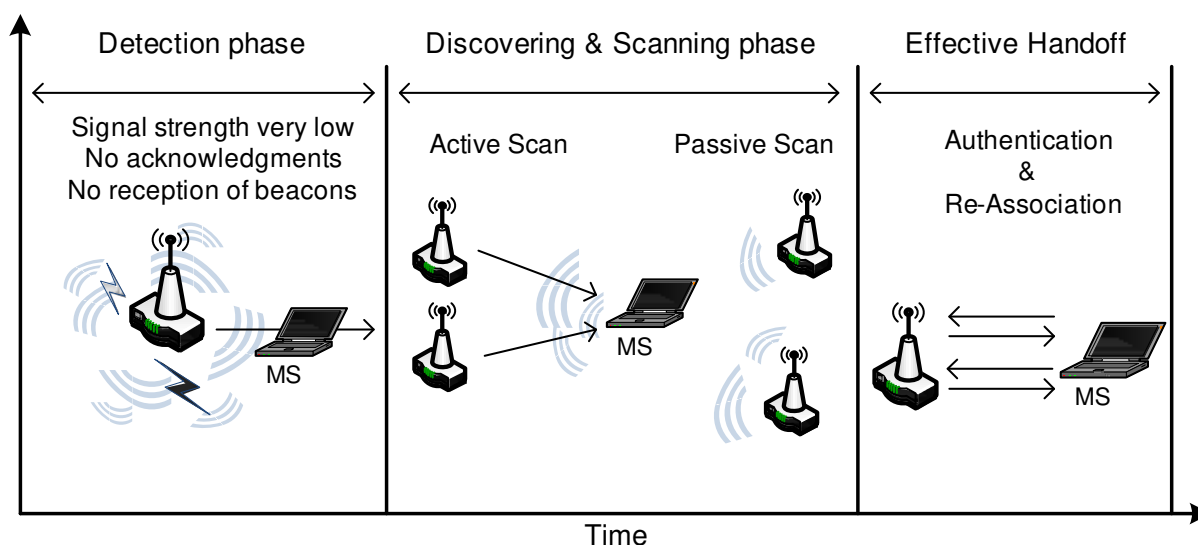 Detection phase
Discovering & Scanning phase
Effective Handoff
Signal strength very low
No acknowledgments
No reception of beacons
Active Scan
Passive Scan
Authentication
&
Re-Association
MS
MS
MS
Time